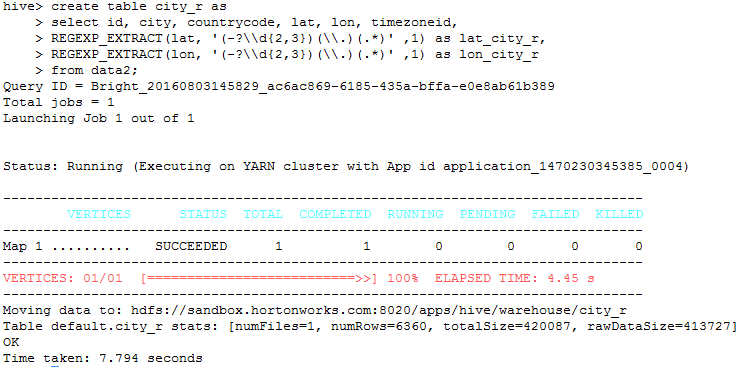 hive> create table city_r as
    > select id, city, countrycode, lat, lon, timezoneid,
    > REGEXP_EXTRACT(lat, '(-?\\d{2,3})(\\.)(.*)' ,1) as lat_city_r,
    > REGEXP_EXTRACT(lon, '(-?\\d{2,3})(\\.)(.*)' ,1) as lon_city_r
    > from data2;
Query ID = Bright_20160803145829_ac6ac869-6185-435a-bffa-e0e8ab61b389
Total jobs = 1
Launching Job 1 out of 1
Status: Running (Executing on YARN cluster with App id application_1470230345385_0004)
--------------------------------------------------------------------------------
        VERTICES      STATUS  TOTAL  COMPLETED  RUNNING  PENDING  FAILED  KILLED
--------------------------------------------------------------------------------
Map 1 ..........   SUCCEEDED      1          1        0        0       0       0
--------------------------------------------------------------------------------
VERTICES: 01/01  [==========================>>] 100%  ELAPSED TIME: 4.45 s
--------------------------------------------------------------------------------
Moving data to: hdfs://sandbox.hortonworks.com:8020/apps/hive/warehouse/city_r
Table default.city_r stats: [numFiles=1, numRows=6360, totalSize=420087, rawDataSize=413727]
OK
Time taken: 7.794 seconds